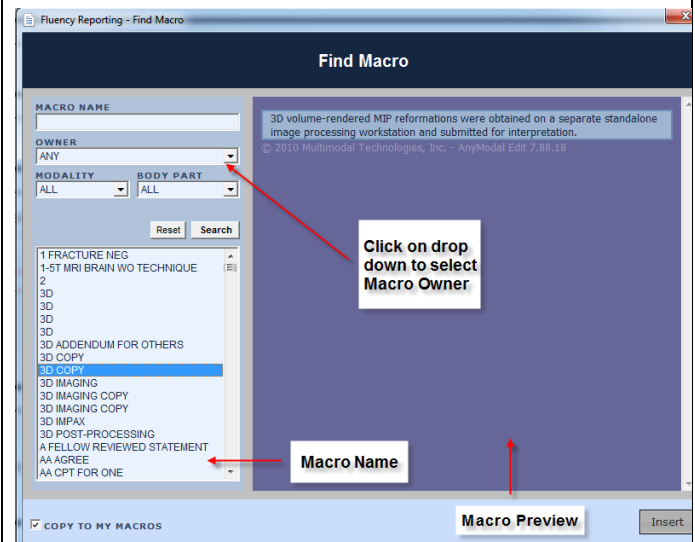 Fluency Reporting - Find Macro
Find Macro
MACRO NAME
OWNER
ANY
MODALITY BODY PART
ALL ALL
Reset Search
1 FRACTURE NEG
1-5T MRI BRAIN WO TECHNIQUE
2
3D
3D
3D
3D
3D ADDENDUM FOR OTHERS
3D COPY
3D COPY
3D IMAGING
3D IMAGING COPY
3D IMAGING COPY
3D IMPAX
3D POST-PROCESSING
A FELLOW REVIEWED STATEMENT
AA AGREE
AA CPT FOR ONE
COPY TO MY MACROS
3D volume-rendered MIP reformations were obtained on a separate standalone
image processing workstation and submitted for interpretation.
© 2010 Multimodal Technologies, Inc. - AnyModal Edit 7.88.18
Click on drop
down to select
Macro Owner
Macro Name
Macro Preview
Insert